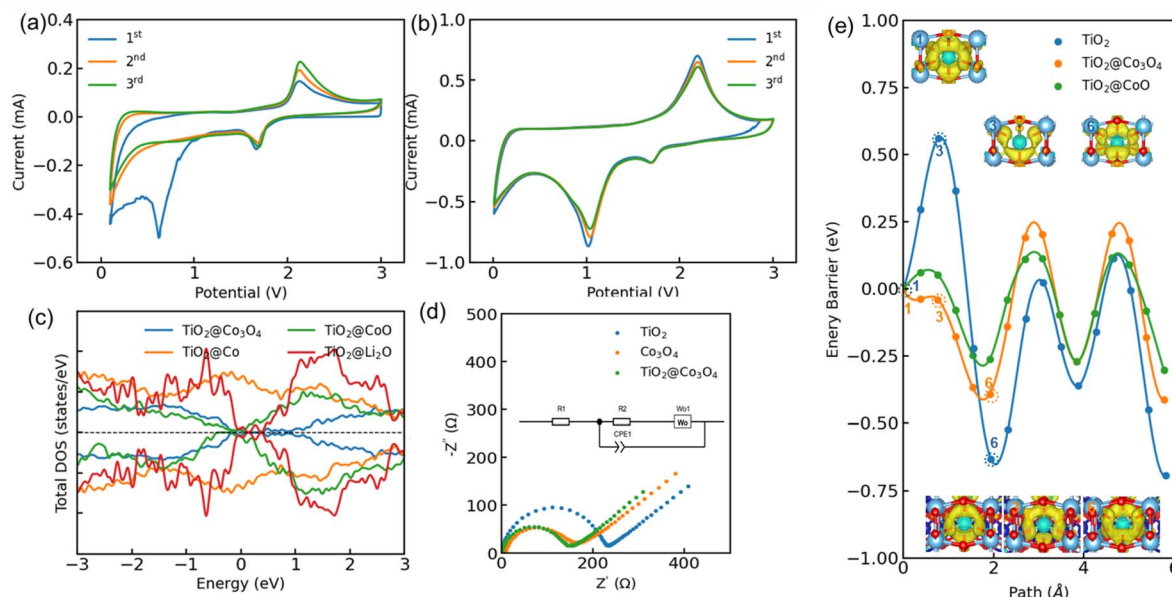 (a)
0.4
0.2
0.0
−0.2
−0.4
−0.6
Current (mA)
1st
2nd
3rd
0
1
2
3
Potential (V)
(b)
1.0
0.5
0.0
−0.5
−1.0
Current (mA)
1st
2nd
3rd
0
1
2
3
Potential (V)
(c)
Total DOS (states/eV)
TiO2@Co3O4
TiO2@CoO
TiO2@Co
TiO2@Li2O
−3
−2
−1
0
1
2
3
Energy (eV)
(d)
500
400
300
200
100
0
-Z'' (Ω)
TiO2
Co3O4
TiO2@Co3O4
R1
R2
Wo1
Wo
CPE1
0
200
400
Z' (Ω)
(e)
1.00
0.75
0.50
0.25
0.00
−0.25
−0.50
−0.75
−1.00
Enery Barrier (eV)
1
TiO2
TiO2@Co3O4
TiO2@CoO
3
6
3
1
1
3
6
6
0
2
4
6
Path (Å)